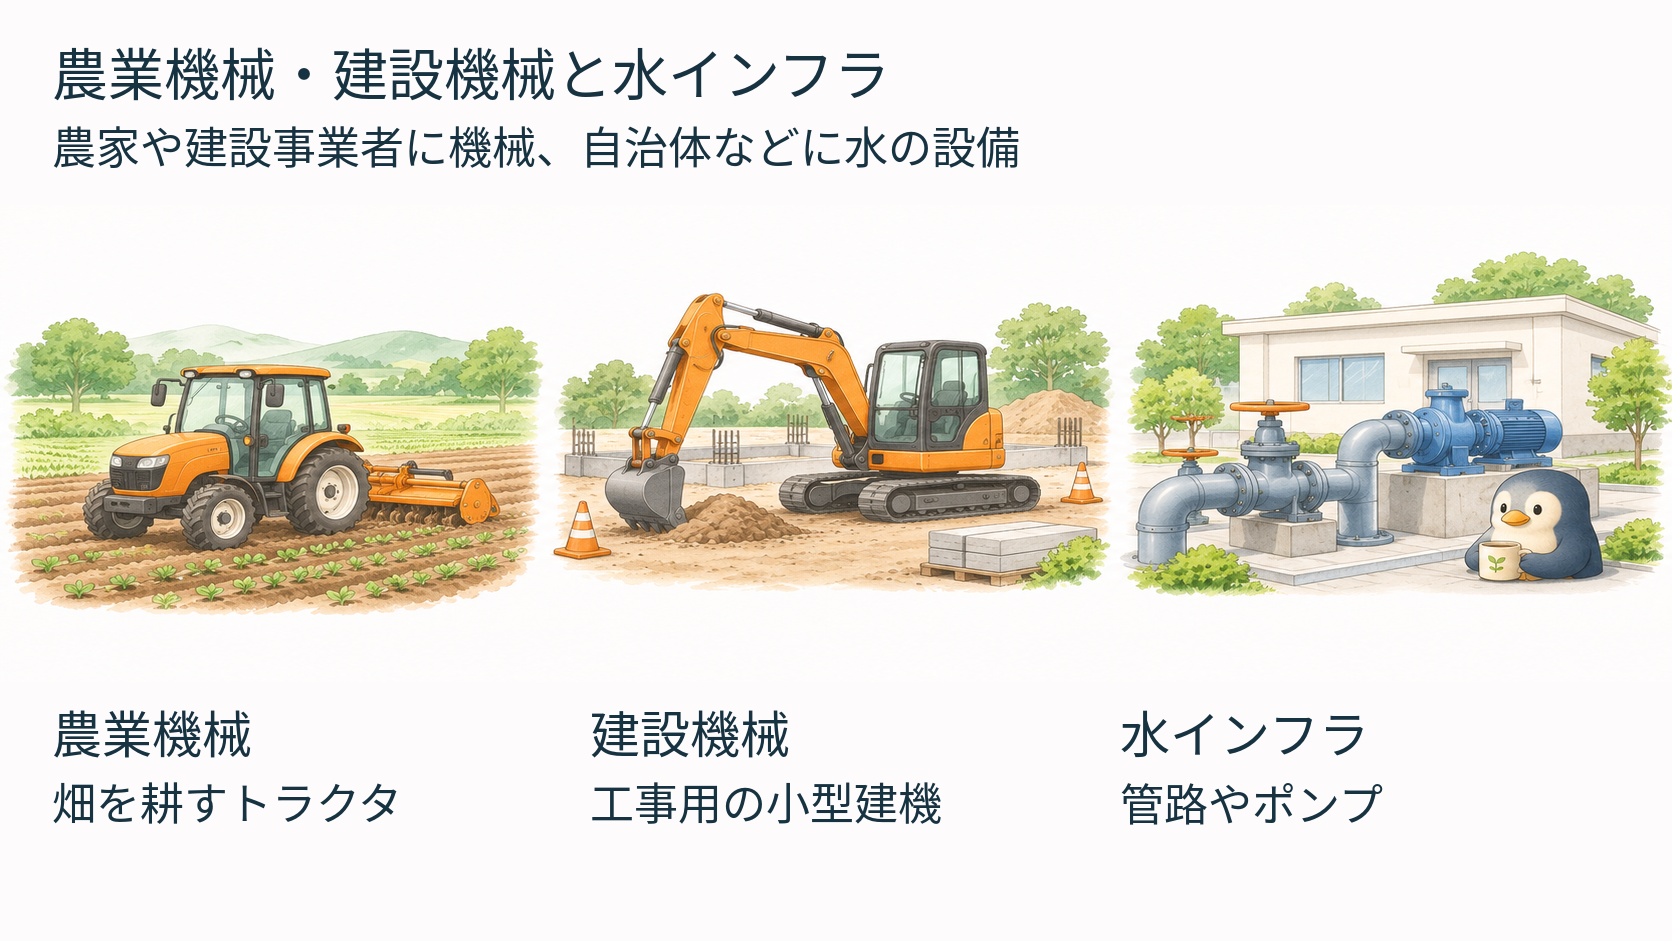 農業機械・建設機械と水インフラ
農家や建設事業者に機械、自治体などに水の設備
農業機械
畑を耕すトラクタ
建設機械
工事用の小型建機
水インフラ
管路やポンプ